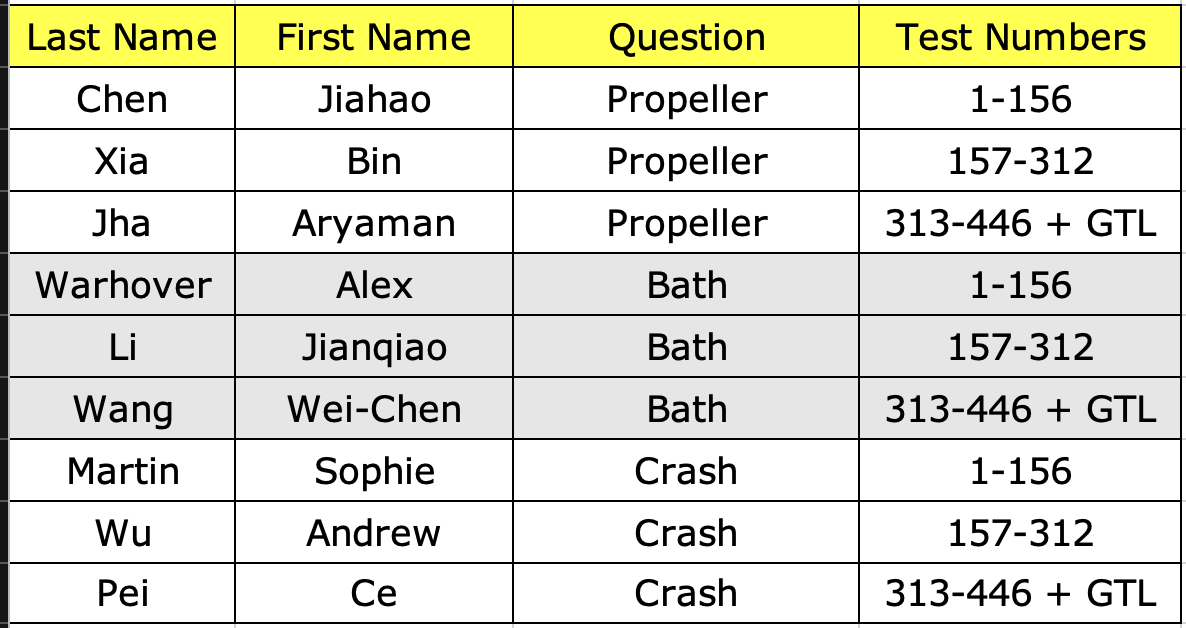 Last Name First Name Question Test Numbers
Chen Jiahao Propeller 1-156
Xia Bin Propeller 157-312
Jha Aryaman Propeller 313-446 + GTL
Warhover Alex Bath 1-156
Li Jianqiao Bath 157-312
Wang Wei-Chen Bath 313-446 + GTL
Martin Sophie Crash 1-156
Wu Andrew Crash 157-312
Pei Ce Crash 313-446 + GTL